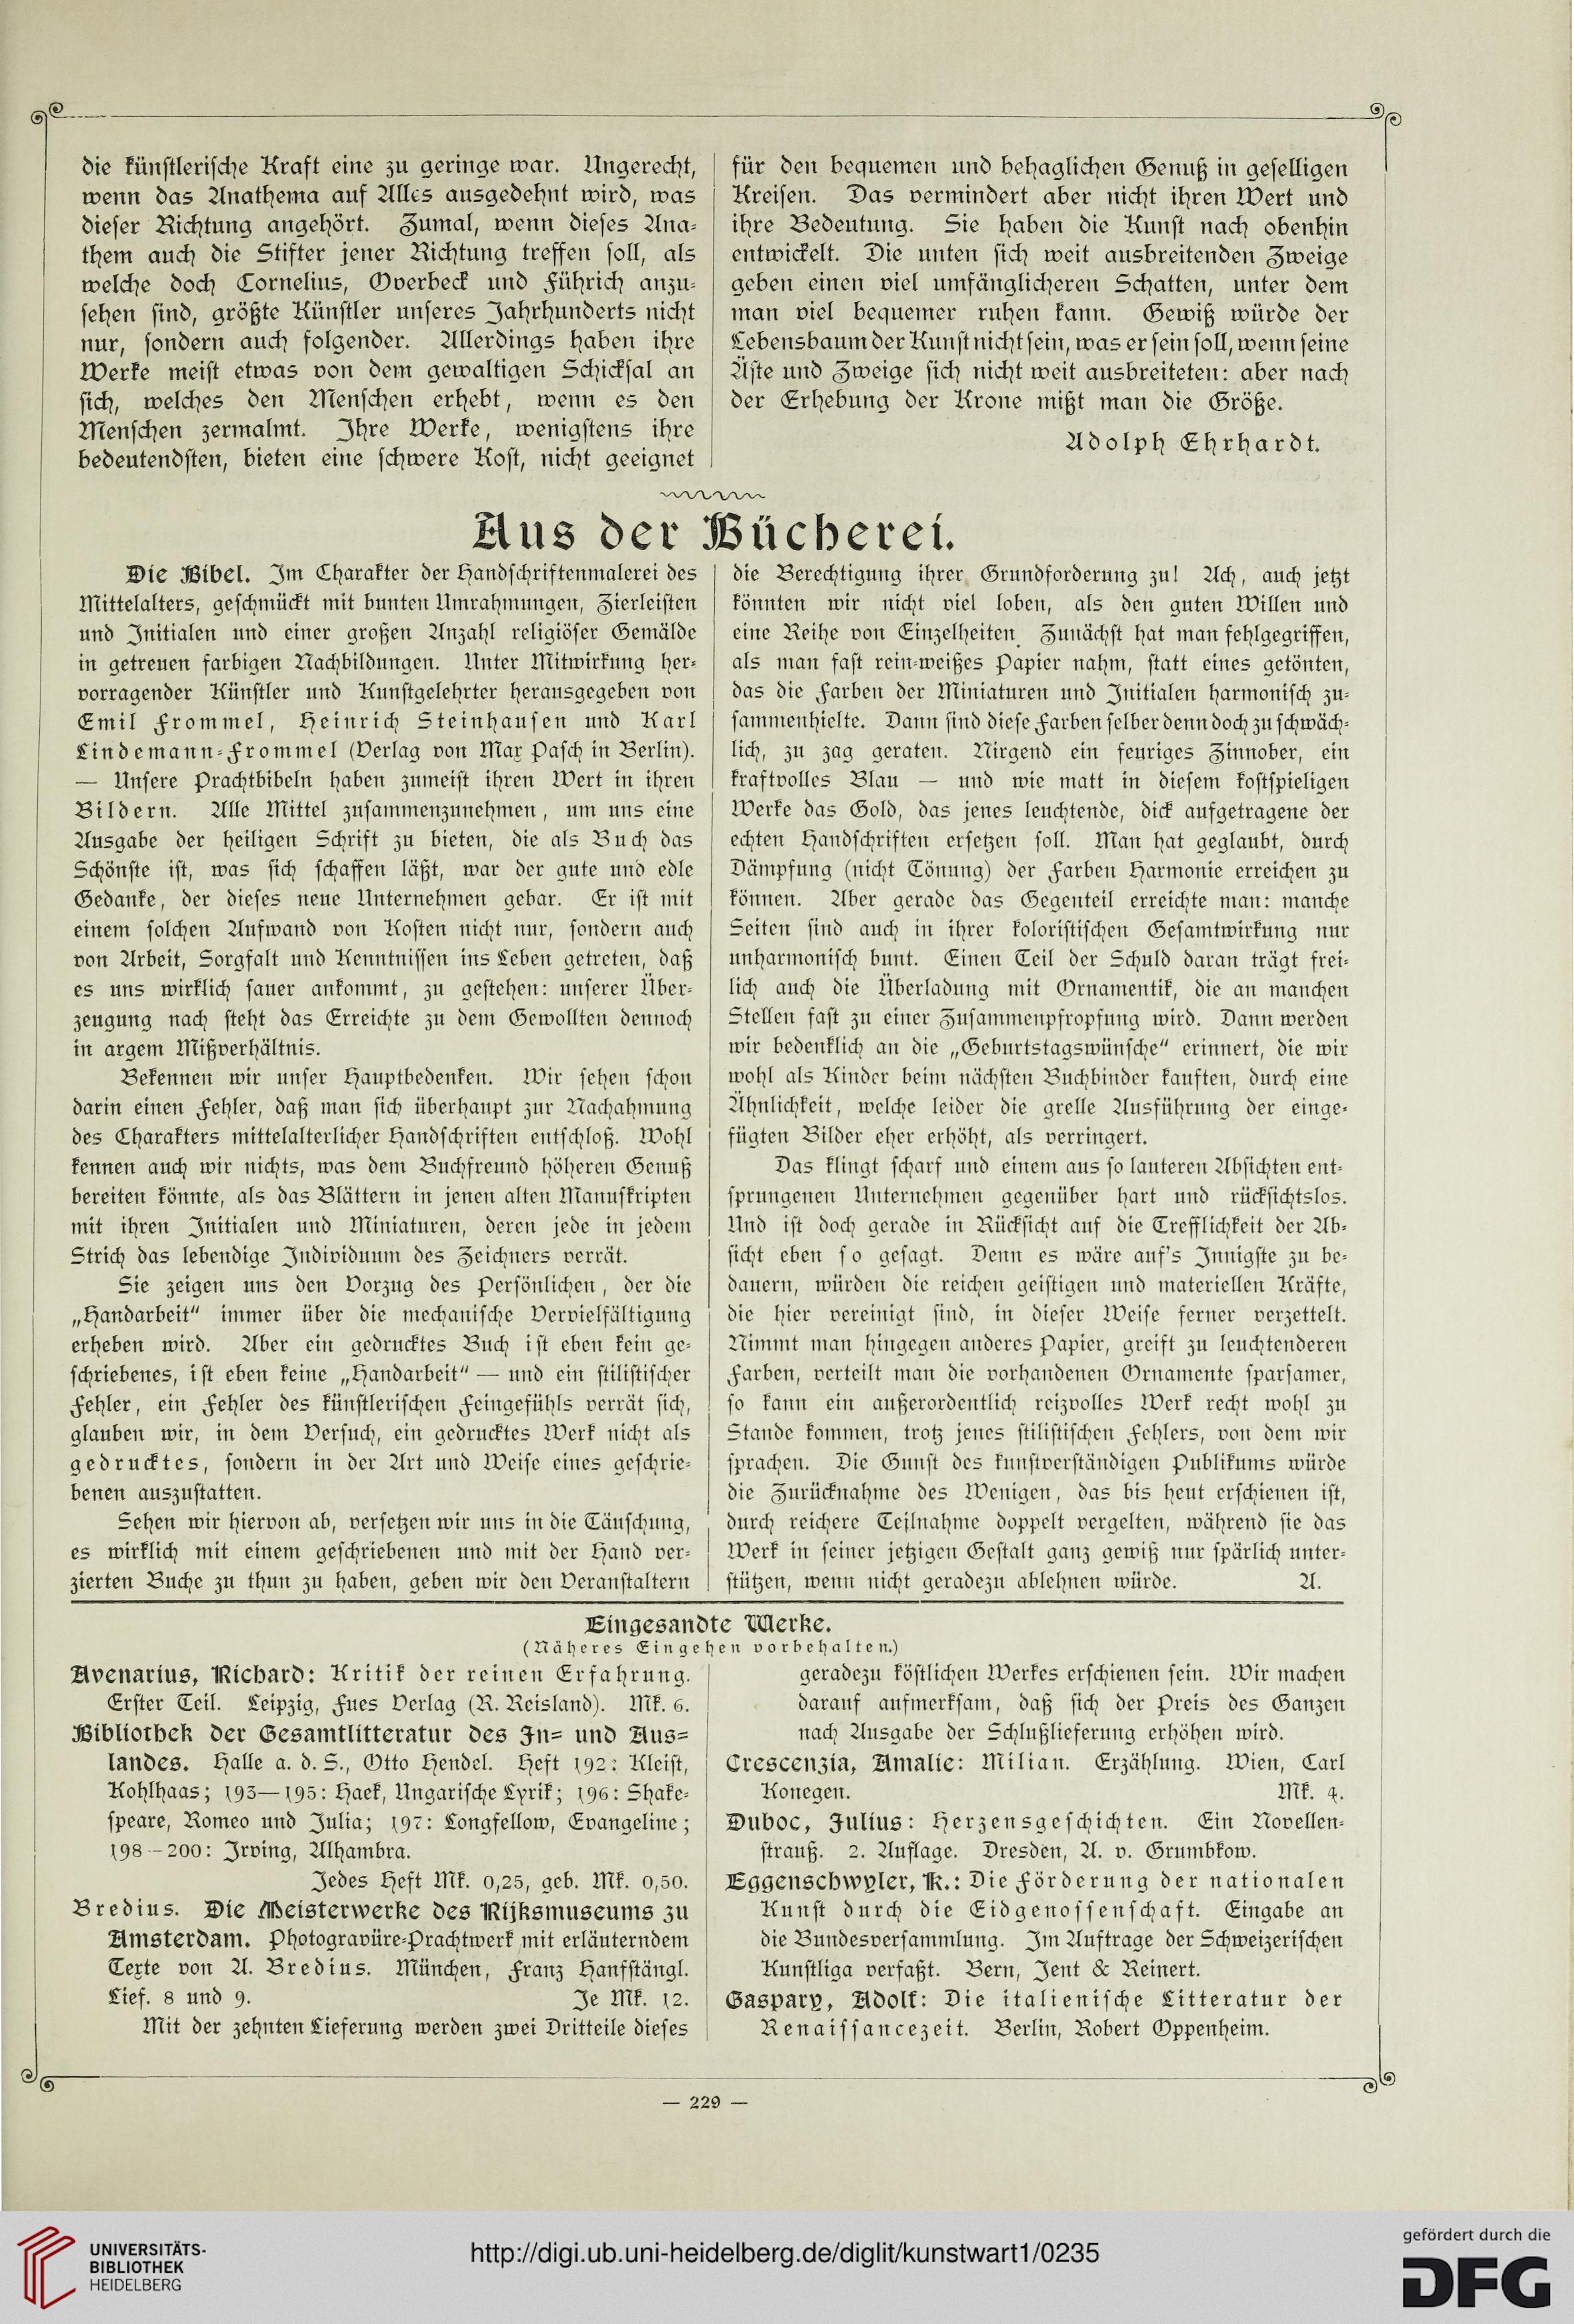 die künstlerische Kraft eine zu geringe war. Ungerecht,
wenn das Anathema auf Alles ausgedehnt wird, was
dieser Richtung angehört. Zumal, wenn dieses Ana-
them auch die Stifter jener Richtung treffen soll, als
welche doch Cornelius, Overbeck und Führich anzu-
sehen sind, größte Künstler unseres Jahrhunderts nicht
nur, sondern auch folgender. Allerdings haben ihre
Werke meist etwas von dem gewaltigen Schicksal an
sich, welches den Menschen erhebt, wenn es den
Menschen zermalmt. Ihre Werke, wenigstens ihre
bedeutendsten, bieten eine schwere Kost, nicht geeignet
für den bequemen und behaglichen Genuß in geselligen
Kreisen. Das vermindert aber nicht ihren Wert und
ihre Bedeutung. Sie haben die Kunst nach obenhin
entwickelt. Die unten sich weit ausbreitenden Zweige
geben einen viel umfänglicheren Schatten, unter dem
man viel bequemer ruhen kann. Gewiß würde der
Lebensbaum der Kunst nicht sein, was er sein soll, wenn seine
Äste und Zweige sich nicht weit ausbreiteten: aber nach
der Erhebung der Krone mißt man die Größe.
Adolph Ehrhardt.
Aus der Bücherei.
Die Bibel. Im Charakter der Handschriftenmalerei des
Mittelalters, geschmückt mit bunten Umrahmungen, Zierleisten
und Initialen und einer großen Anzahl religiöser Gemälde
in getreuen farbigen Nachbildungen. Unter Mitwirkung her-
vorragender Künstler und Kunstgelehrter herausgegeben von
Emil Frommel, Heinrich Steinhausen und Karl
Lindemann-Frommel (Verlag von Max Pasch in Berlin).
— Unsere Prachtbibeln haben zumeist ihren Wert in ihren
Bildern. Alle Mittel zusammenzunehmen, um uns eine
Ausgabe der heiligen Schrift zu bieten, die als Buch das
Schönste ist, was sich schaffen läßt, war der gute und edle
Gedanke, der dieses neue Unternehmen gebar. Er ist mit
einem solchen Aufwand von Kosten nicht nur, sondern auch
von Arbeit, Sorgfalt und Kenntnissen ins Leben getreten, daß
es uns wirklich sauer ankommt, zu gestehen: unserer Über-
zeugung nach steht das Erreichte zu dem Gewollten dennoch
in argem Mißverhältnis.
Bekennen wir unser Hauptbedenken. Wir sehen schon
darin einen Fehler, daß man sich überhaupt zur Nachahmung
des Charakters mittelalterlicher Handschriften entschloß. Wohl
kennen auch wir nichts, was dem Buchfreund höheren Genuß
bereiten könnte, als das Blättern in jenen alten Manuskripten
mit ihren Initialen und Miniaturen, deren jede in jedem
Strich das lebendige Individuum des Zeichners verrät.
Sie zeigen uns den Vorzug des Persönlichen, der die
„Handarbeit“ immer über die mechanische Vervielfältigung
erheben wird. Aber ein gedrucktes Buch ist eben kein ge-
schriebenes, ist eben keine „Handarbeit“ — und ein stilistischer
Fehler, ein Fehler des künstlerischen Feingefühls verrät sich,
glauben wir, in dem Versuch, ein gedrucktes Werk nicht als
gedrucktes, sondern in der Art und Weise eines geschrie-
benen auszustatten.
Sehen wir hiervon ab, versetzen wir uns in die Täuschung,
es wirklich mit einem geschriebenen und mit der Hand ver-
zierten Buche zu thun zu haben, geben wir den Veranstaltern
die Berechtigung ihrer Grundforderung zu! Ach, auch jetzt
könnten wir nicht viel loben, als den guten Willen und
eine Reihe von Einzelheiten. Zunächst hat man fehlgegriffen,
als man fast rein-weißes Papier nahm, statt eines getönten,
das die Farben der Miniaturen und Initialen harmonisch zu-
sammenhielte. Dann sind diese Farben selber denn doch zu schwäch-
lich, zu zag geraten. Nirgend ein feuriges Zinnober, ein
kraftvolles Blau — und wie matt in diesem kostspieligen
Werke das Gold, das jenes leuchtende, dick aufgetragene der
echten Handschriften ersetzen soll. Man hat geglaubt, durch
Dämpfung (nicht Tönung) der Farben Harmonie erreichen zu
können. Aber gerade das Gegenteil erreichte man: manche
Seiten sind auch in ihrer koloristischen Gesamtwirkung nur
unharmonisch bunt. Einen Teil der Schuld daran trägt frei-
lich auch die Überladung mit Ornamentik, die an manchen
Stellen fast zu einer Zusammenpfropfung wird. Dann werden
wir bedenklich an die „Geburtstagswünsche“ erinnert, die wir
wohl als Kinder beim nächsten Buchbinder kauften, durch eine
Ähnlichkeit, welche leider die grelle Ausführung der einge-
fügten Bilder eher erhöht, als verringert.
Das klingt scharf und einem aus so lauteren Absichten ent-
sprungenen Unternehmen gegenüber hart und rücksichtslos.
Und ist doch gerade in Rücksicht auf die Trefflichkeit der Ab-
sicht eben so gesagt. Denn es wäre auf's Innigste zu be-
dauern, würden die reichen geistigen und materiellen Kräfte,
die hier vereinigt sind, in dieser Weise ferner verzettelt.
Nimmt man hingegen anderes Papier, greift zu leuchtenderen
Farben, verteilt man die vorhandenen Ornamente sparsamer,
so kann ein außerordentlich reizvolles Werk recht wohl zu
Stande kommen, trotz jenes stilistischen Fehlers, von dem wir
sprachen. Die Gunst des kunstverständigen Publikums würde
die Zurücknahme des Wenigen, das bis heut erschienen ist,
durch reichere Teilnahme doppelt vergelten, während sie das
Werk in seiner jetzigen Gestalt ganz gewiß nur spärlich unter-
stützen, wenn nicht geradezu ablehnen würde. A.
Eingesandte Werke.
(Näheres Eingehen vorbehalten.)
Avenarius, Richard: Kritik der reinen Erfahrung.
Erster Teil. Leipzig, Fues Verlag (R. Reisland). Mk. 6.
Bibliothek der Gesamtlitteratur des In- und Aus-
landes. Halle a. d. S., Otto Hendel. Heft 192: Kleist,
Kohlhaas; 193—195: Haek, Ungarische Lyrik; 196: Shake-
speare, Romeo und Julia; 197: Longfellow, Evangeline;
198—200: Irving, Alhambra.
Jedes Heft Mk. 0,25, geb. Mk. 0,50.
Bredius. Die Meisterwerke des Rijksmuseums zu
Amsterdam. Photogravüre-Prachtwerk mit erläuterndem
Texte von A. Bredius. München, Franz Hanfstängl.
Lief. 8 und 9. Je Mk. 12.
Mit der zehnten Lieferung werden zwei Dritteile dieses
geradezu köstlichen Werkes erschienen sein. Wir machen
darauf aufmerksam, daß sich der Preis des Ganzen
nach Ausgabe der Schlußlieferung erhöhen wird.
Crescenzia, Amalie: Milian. Erzählung. Wien, Carl
Konegen. Mk. 4.
Duboc, Julius: Herzensgeschichten. Ein Novellen-
strauß. 2. Auflage. Dresden, A. v. Grumbkow.
Eggenschwyler, K.: Die Förderung der nationalen
Kunst durch die Eidgenossenschaft. Eingabe an
die Bundesversammlung. Im Auftrage der Schweizerischen
Kunstliga verfaßt. Bern, Jent & Reinert.
Gaspary, Adolf: Die italienische Litteratur der
Renaissancezeit. Berlin, Robert Oppenheim.
— 229 —
UNIVERSITÄTS-
BIBLIOTHEK
HEIDELBERG
http://digi.ub.uni-heidelberg.de/diglit/kunstwart1/0235
gefördert durch die
DFG